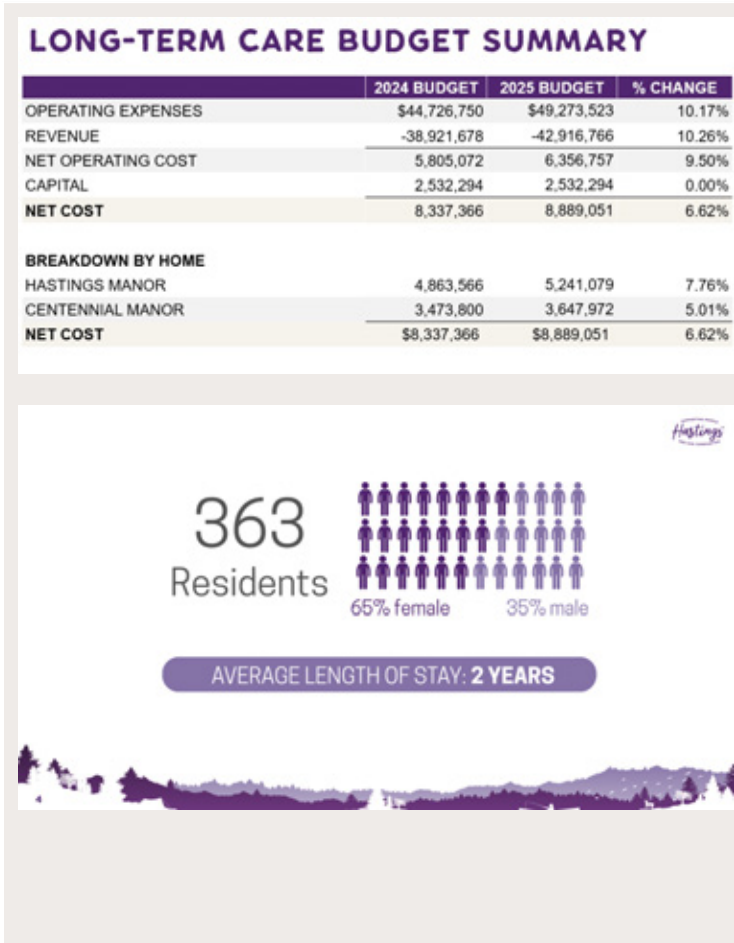 LONG-TERM CARE BUDGET SUMMARY
2024 BUDGET 2025 BUDGET % CHANGE
OPERATING EXPENSES $44,726,750 $49,273,523 10.17%
REVENUE -38,921,678 -42,916,766 10.26%
NET OPERATING COST 5,805,072 6,356,757 9.50%
CAPITAL 2,532,294 2,532,294 0.00%
NET COST 8,337,366 8,889,051 6.62%
BREAKDOWN BY HOME
HASTINGS MANOR 4,863,566 5,241,079 7.76%
CENTENNIAL MANOR 3,473,800 3,647,972 5.01%
NET COST $8,337,366 $8,889,051 6.62%
Hastings
363
Residents
65% female 35% male
AVERAGE LENGTH OF STAY: 2 YEARS